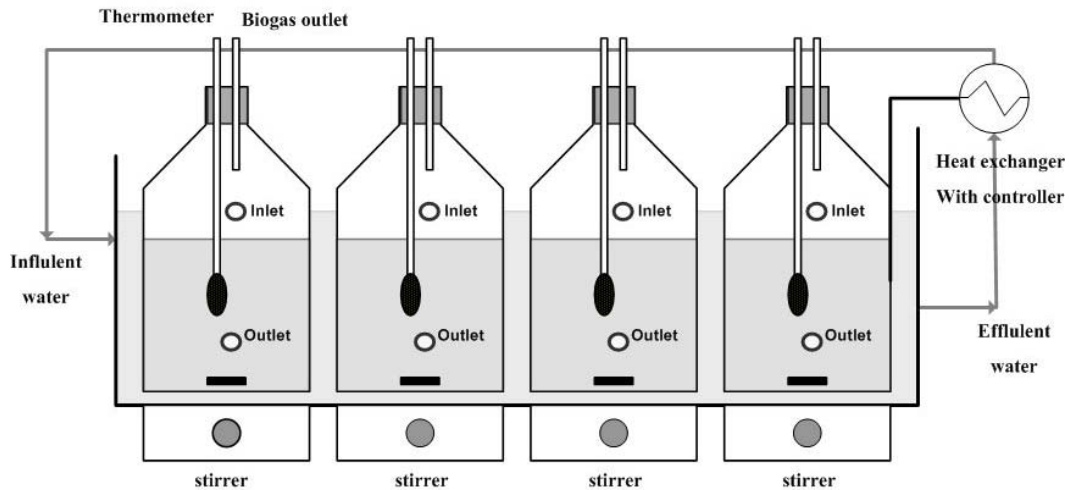 Thermometer
Biogas outlet
Heat exchanger
With controller
Inlet
Inlet
Inlet
Inlet
Influlent
water
Outlet
Outlet
Outlet
Outlet
Efflulent
water
stirrer
stirrer
stirrer
stirrer